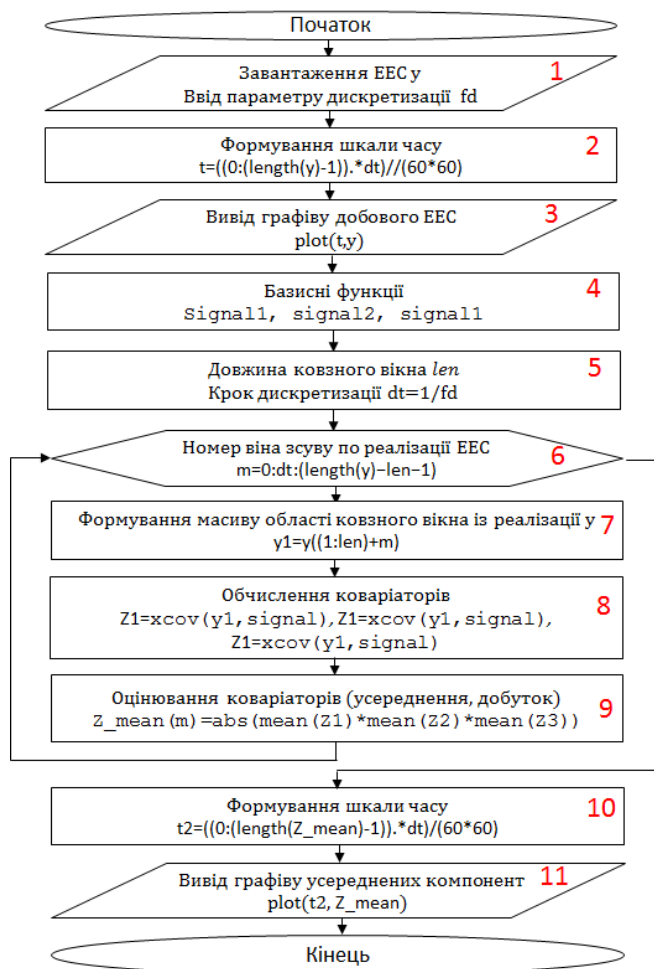 Початок
Завантаження ЕЕС y 1
Ввід параметру дискретизації fd
Формування шкали часу 2
t=((0:(length(y)-1)).*dt)//(60*60)
Вивід графіву добового ЕЕС 3
plot(t,y)
Базисні функції 4
Signal1, signal2, signal1
Довжина ковзного вікна len 5
Крок дискретизації dt=1/fd
Номер віна зсуву по реалізації ЕЕС 6
m=0:dt:(length(y)−len−1)
Формування масиву області ковзного вікна із реалізації y 7
y1=y((1:len)+m)
Обчислення коваріаторів 8
Z1=xcov(y1,signal),Z1=xcov(y1,signal),
Z1=xcov(y1,signal)
Оцінювання коваріаторів (усереднення, добуток) 9
Z_mean(m)=abs(mean(Z1)*mean(Z2)*mean(Z3))
Формування шкали часу 10
t2=((0:(length(Z_mean)-1)).*dt)/(60*60)
Вивід графіву усереднених компонент 11
plot(t2, Z_mean)
Кінець